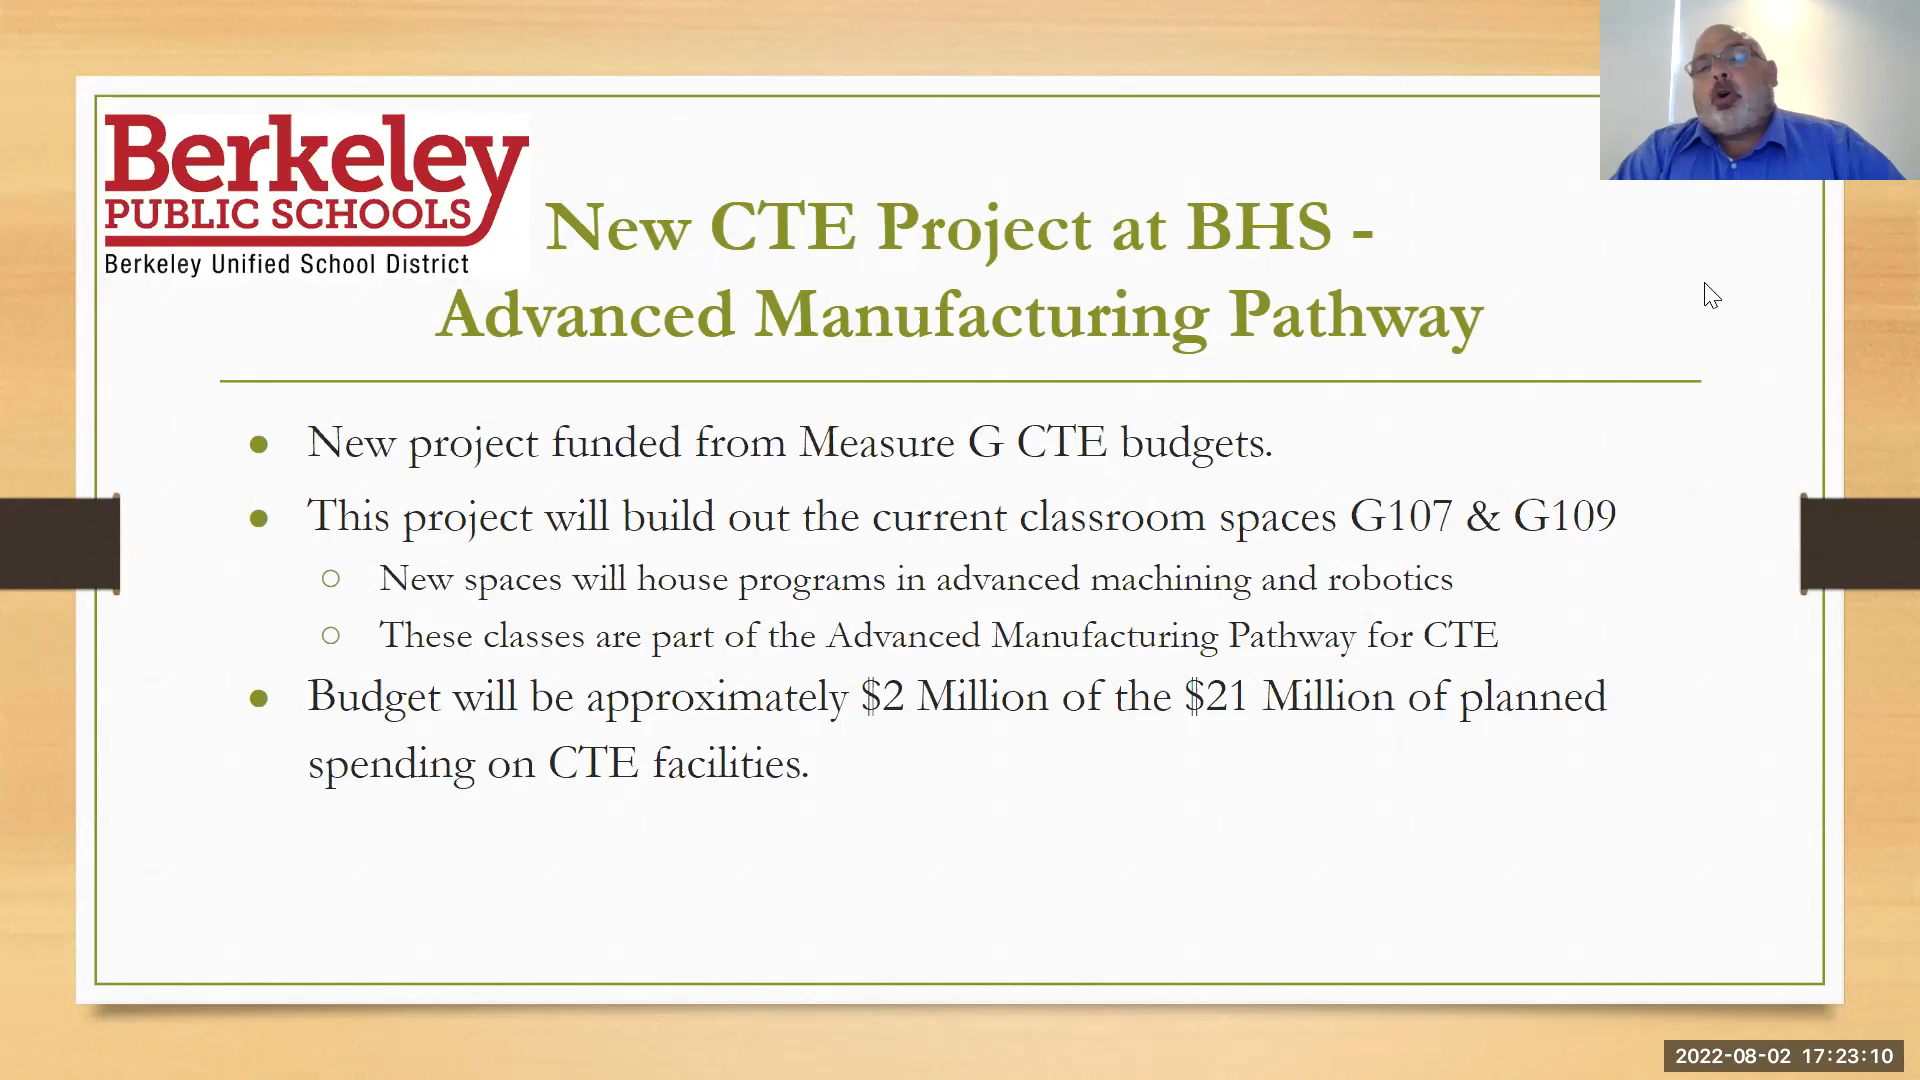 Berkeley
PUBLIC SCHOOLS
Berkeley Unified School District
New CTE Project at BHS -
Advanced Manufacturing Pathway
● New project funded from Measure G CTE budgets.
● This project will build out the current classroom spaces G107 & G109
○ New spaces will house programs in advanced machining and robotics
○ These classes are part of the Advanced Manufacturing Pathway for CTE
● Budget will be approximately $2 Million of the $21 Million of planned
spending on CTE facilities.
2022-08-02 17:23:10